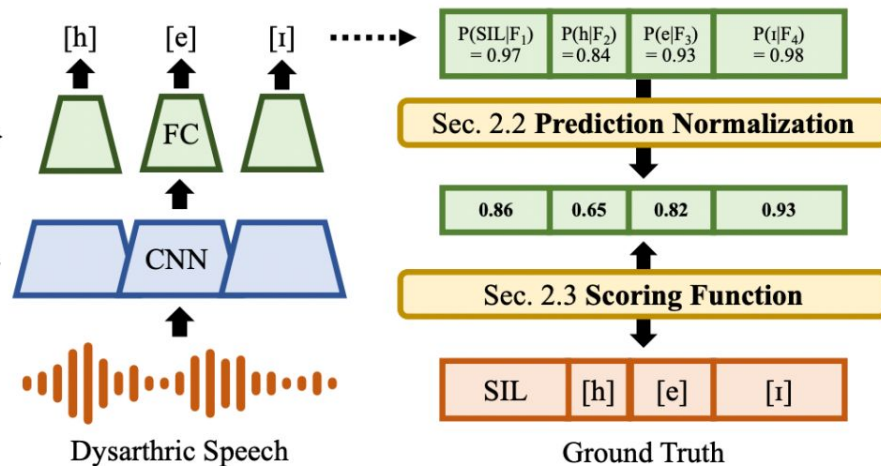 [h] [e] [ɪ]
FC
CNN
Dysarthric Speech
P(SIL|F₁) = 0.97
P(h|F₂) = 0.84
P(e|F₃) = 0.93
P(ɪ|F₄) = 0.98
Sec. 2.2 Prediction Normalization
0.86 0.65 0.82 0.93
Sec. 2.3 Scoring Function
SIL [h] [e] [ɪ]
Ground Truth